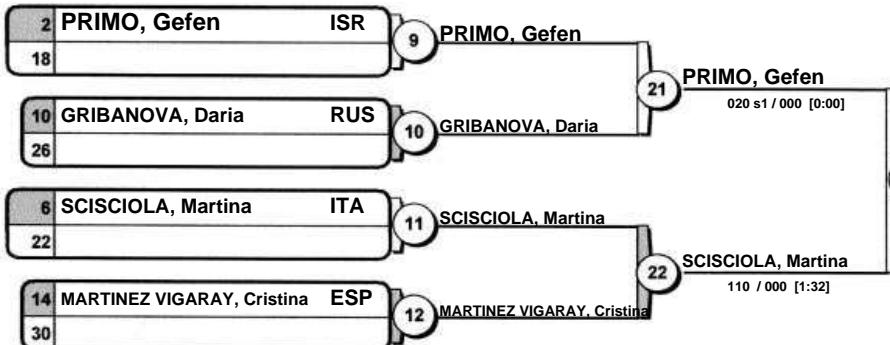 2 PRIMO, Gefen ISR
18
9
PRIMO, Gefen
10 GRIBANOVA, Daria RUS
26
10
GRIBANOVA, Daria
21
PRIMO, Gefen
020 s1 / 000 [0:00]
6 SCISCIOLA, Martina ITA
22
11
SCISCIOLA, Martina
14 MARTINEZ VIGARAY, Cristina ESP
30
12
MARTINEZ VIGARAY, Cristina
22
SCISCIOLA, Martina
110 / 000 [1:32]